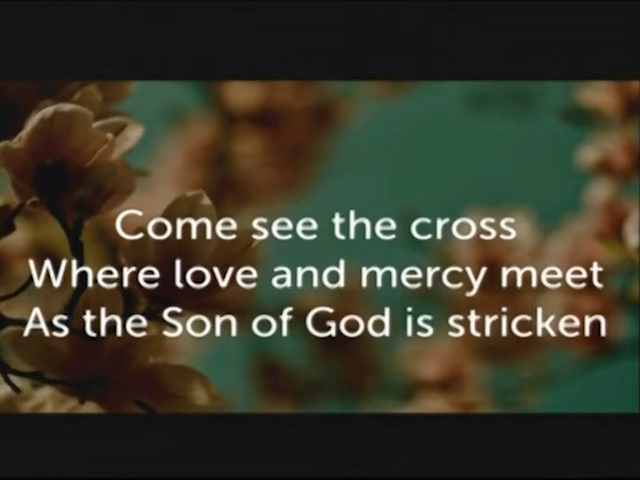 Come see the cross
Where love and mercy meet
As the Son of God is stricken